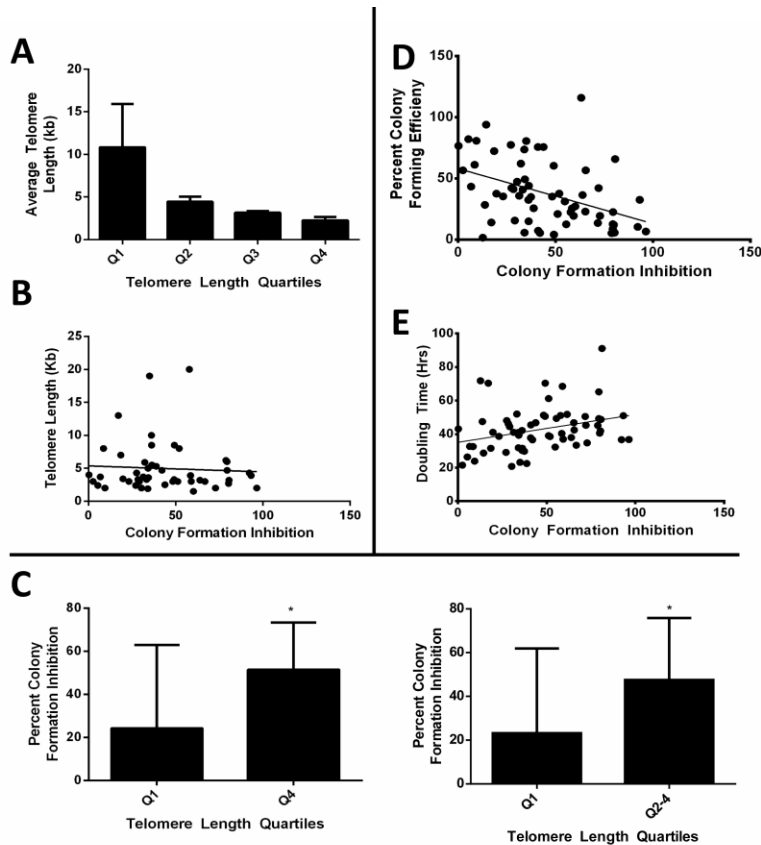 A
Average Telomere
Length (kb)
20
15
10
5
0
Q1 Q2 Q3 Q4
Telomere Length Quartiles
B
Telomere Length (Kb)
25
20
15
10
5
0
0 50 100 150
Colony Formation Inhibition
D
Percent Colony
Forming Efficieny
150
100
50
0
0 50 100 150
Colony Formation Inhibition
E
Doubling Time (Hrs)
100
80
60
40
20
0
0 50 100 150
Colony Formation Inhibition
C
Percent Colony
Formation Inhibition
80
60
40
20
0
*
Q1 Q4
Telomere Length Quartiles
Percent Colony
Formation Inhibition
80
60
40
20
0
*
Q1 Q2-4
Telomere Length Quartiles